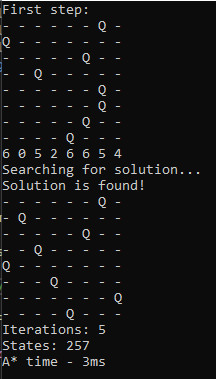 First step:
- - - - - - Q -
Q - - - - - - -
- - - - - Q - -
- - Q - - - - -
- - - - - - Q -
- - - - - - Q -
- - - - - Q - -
- - - - Q - - -
6 0 5 2 6 6 5 4
Searching for solution...
Solution is found!
- - - - - - Q -
- Q - - - - - -
- - - - - Q - -
- - Q - - - - -
Q - - - - - - -
- - - Q - - - -
- - - - - - - Q
- - - - Q - - -
Iterations: 5
States: 257
A* time - 3ms